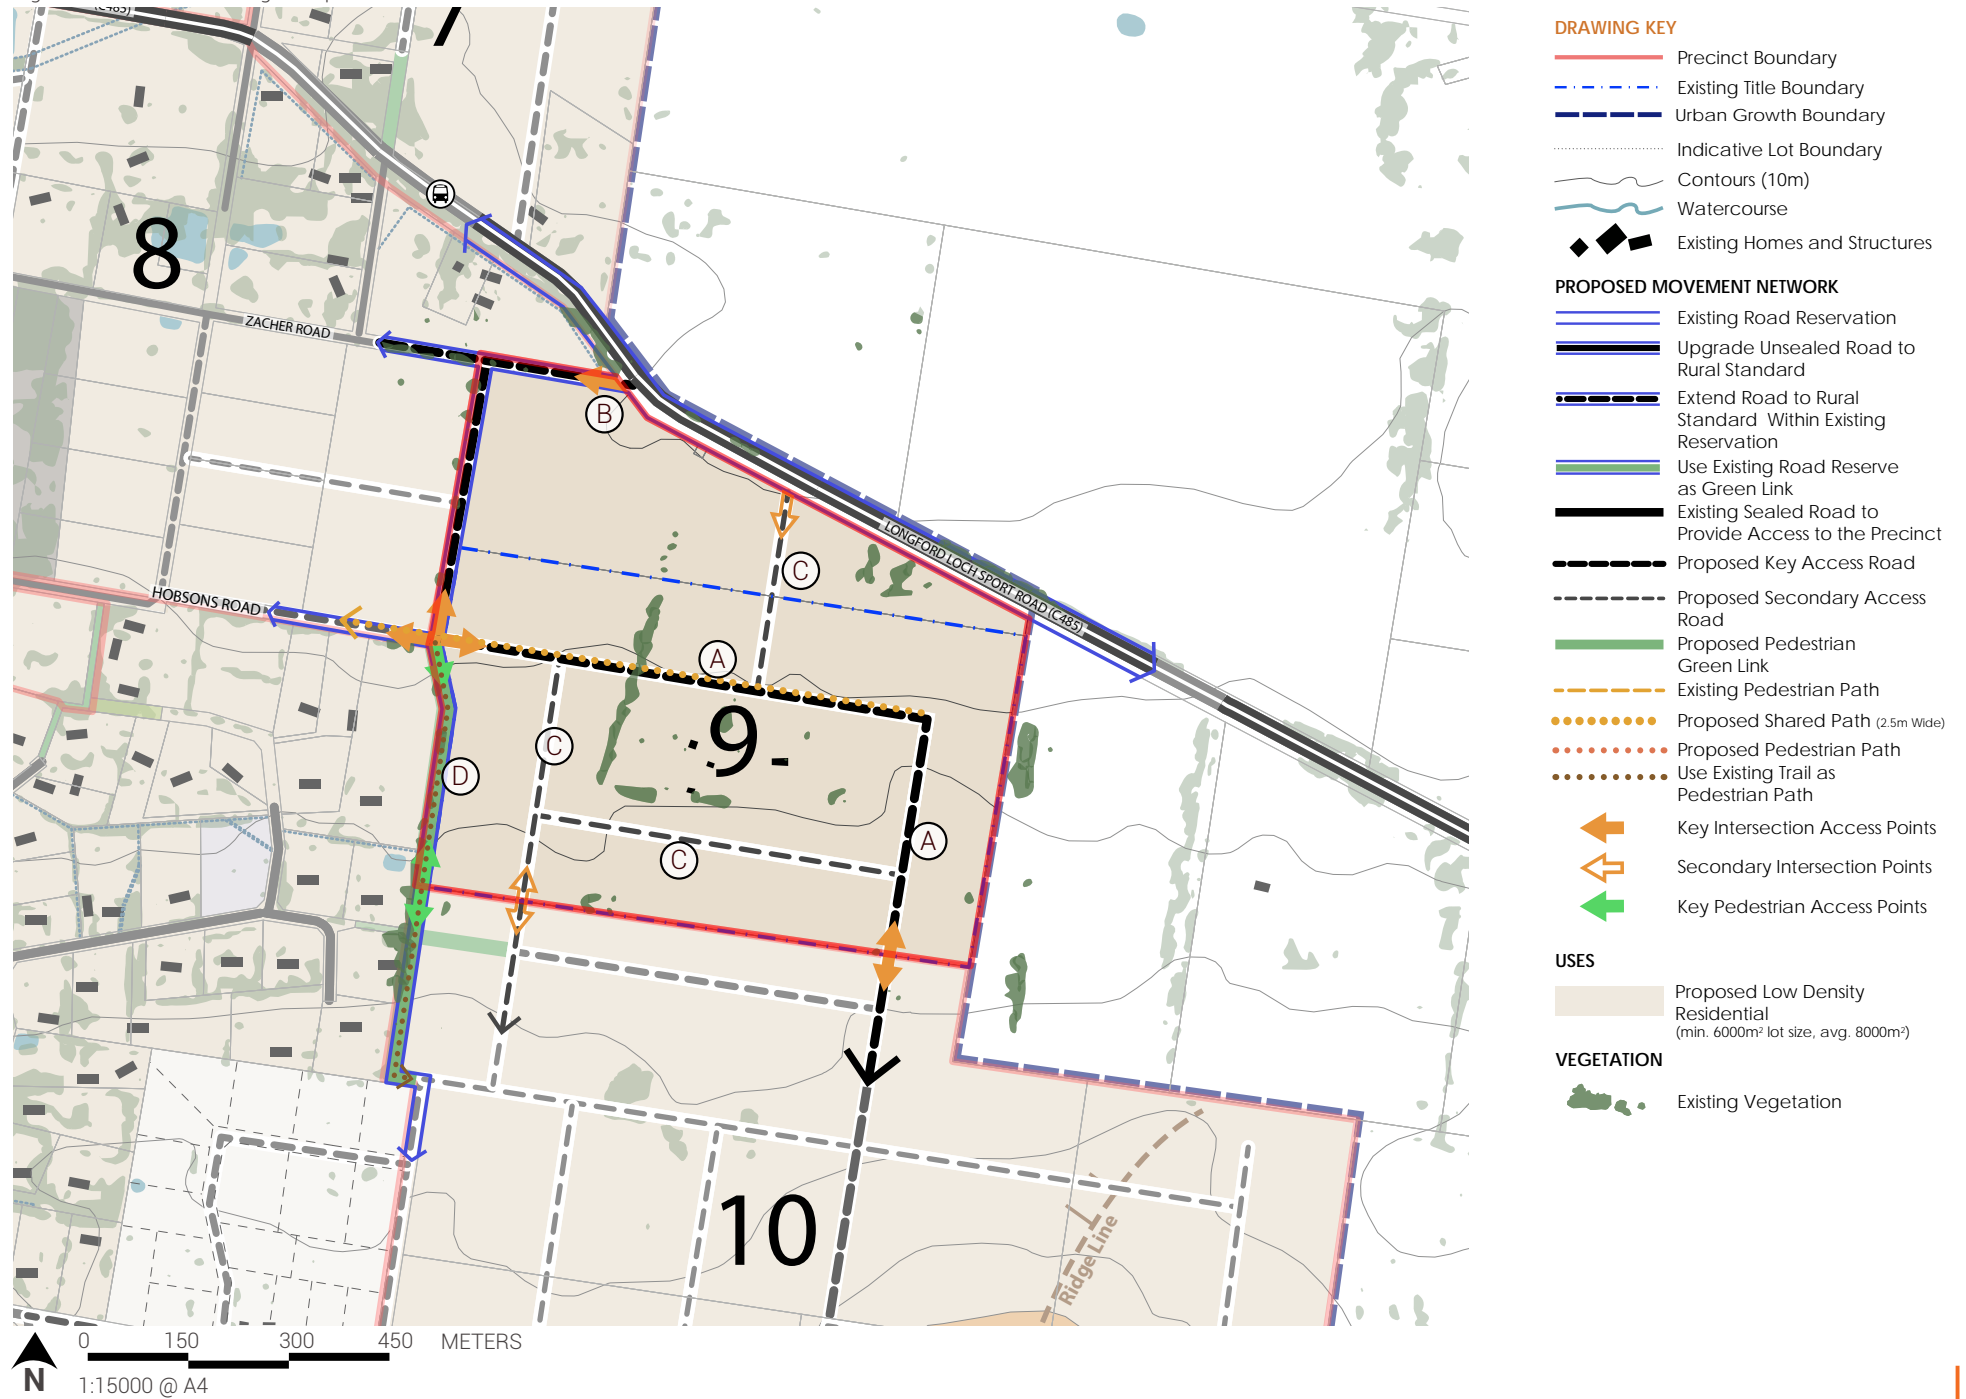 (C485)
7
8
ZACHER ROAD
B
LONGFORD LOCH SPORT ROAD (C485)
C
HOBSONS ROAD
A
9
C
D
A
C
10
Ridge Line
0 150 300 450 METERS
N
1:15000 @ A4
DRAWING KEY
Precinct Boundary
Existing Title Boundary
Urban Growth Boundary
Indicative Lot Boundary
Contours (10m)
Watercourse
Existing Homes and Structures
PROPOSED MOVEMENT NETWORK
Existing Road Reservation
Upgrade Unsealed Road to
Rural Standard
Extend Road to Rural
Standard Within Existing
Reservation
Use Existing Road Reserve
as Green Link
Existing Sealed Road to
Provide Access to the Precinct
Proposed Key Access Road
Proposed Secondary Access
Road
Proposed Pedestrian
Green Link
Existing Pedestrian Path
Proposed Shared Path (2.5m Wide)
Proposed Pedestrian Path
Use Existing Trail as
Pedestrian Path
Key Intersection Access Points
Secondary Intersection Points
Key Pedestrian Access Points
USES
Proposed Low Density
Residential
(min. 6000m² lot size, avg. 8000m²)
VEGETATION
Existing Vegetation